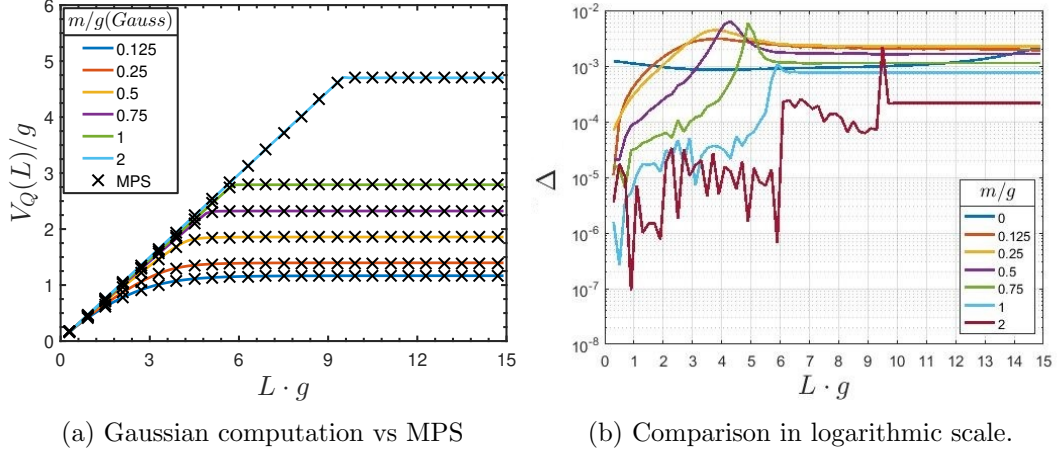 m/g(Gauss)
0.125
0.25
0.5
0.75
1
2
MPS
6
5
4
3
2
1
0
V_Q(L)/g
0 3 6 9 12 15
L · g
(a) Gaussian computation vs MPS
10^{-2}
10^{-3}
10^{-4}
10^{-5}
10^{-6}
10^{-7}
10^{-8}
Δ
m/g
0
0.125
0.25
0.5
0.75
1
2
0 1 2 3 4 5 6 7 8 9 10 11 12 13 14 15
L · g
(b) Comparison in logarithmic scale.